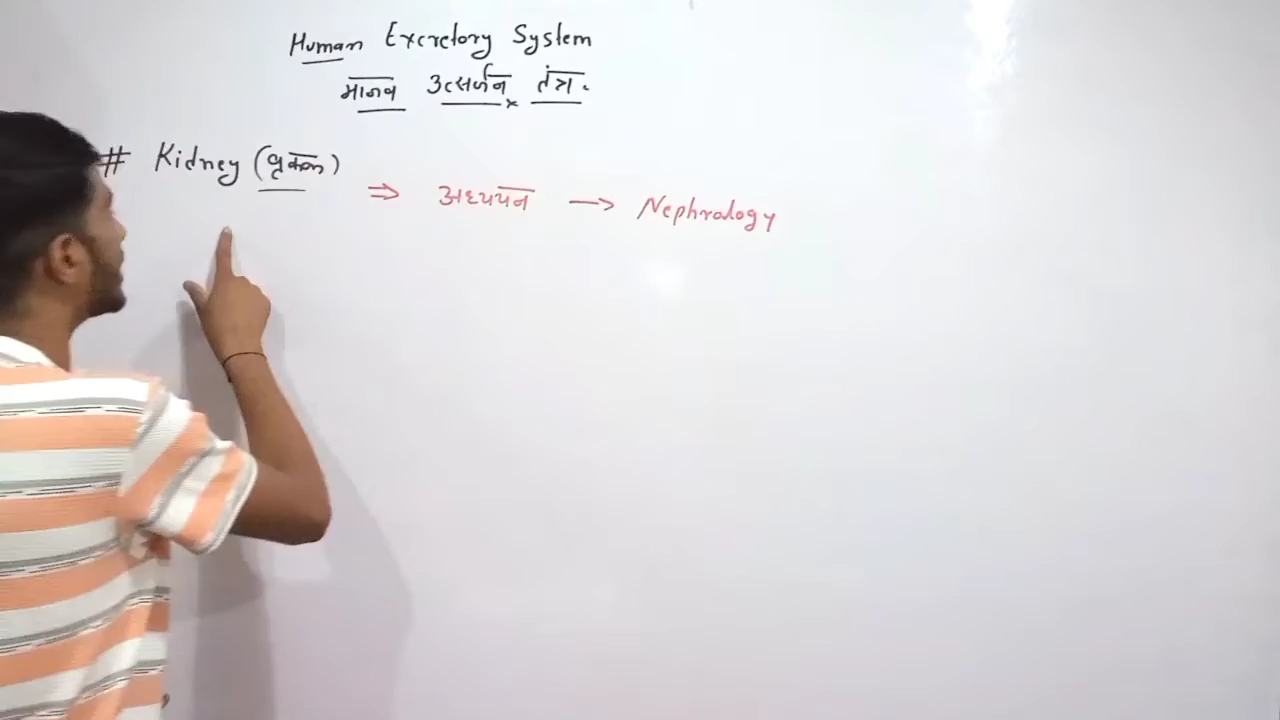 Human Excretory System
मानव उत्सर्जन तंत्र.
# Kidney (वृक्क) ⇒ अध्ययन → Nephrology